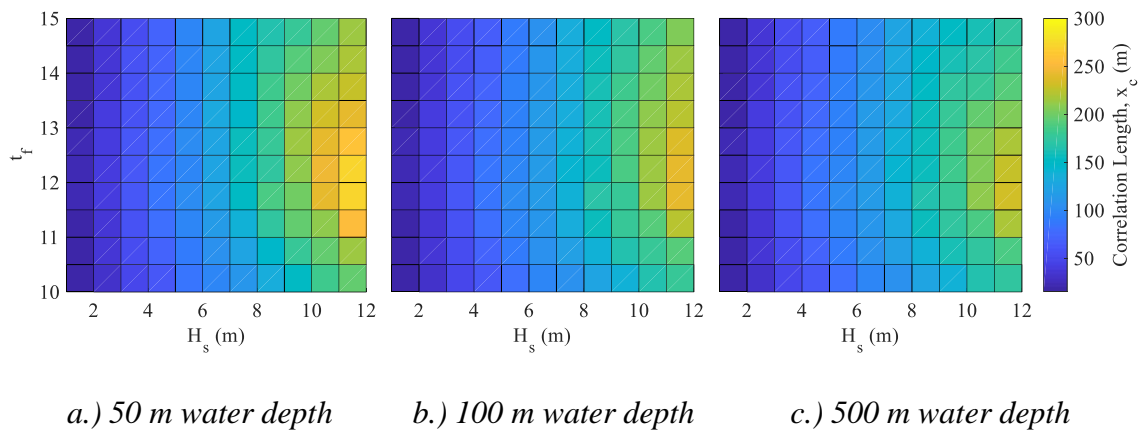 15
14
13
12
11
10
t_f
2 4 6 8 10 12
H_s (m)
2 4 6 8 10 12
H_s (m)
2 4 6 8 10 12
H_s (m)
300
250
200
150
100
50
Correlation Length, x_c (m)
a.) 50 m water depth
b.) 100 m water depth
c.) 500 m water depth